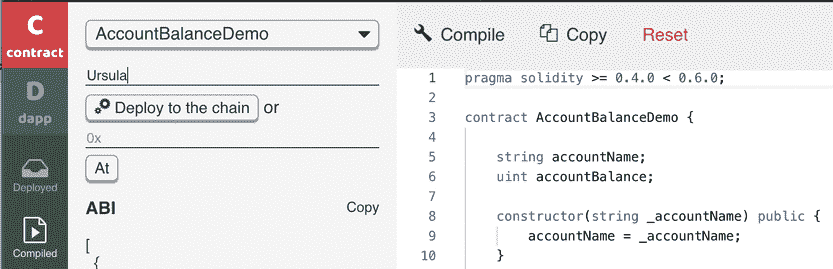 C
contract
D
dapp
Deployed
Compiled
AccountBalanceDemo
Ursula
Deploy to the chain or
0x
At
ABI Copy
[
{
Compile Copy Reset
1 pragma solidity >= 0.4.0 < 0.6.0;
2
3 contract AccountBalanceDemo {
4
5 string accountName;
6 uint accountBalance;
7
8 constructor(string _accountName) public {
9 accountName = _accountName;
10 }